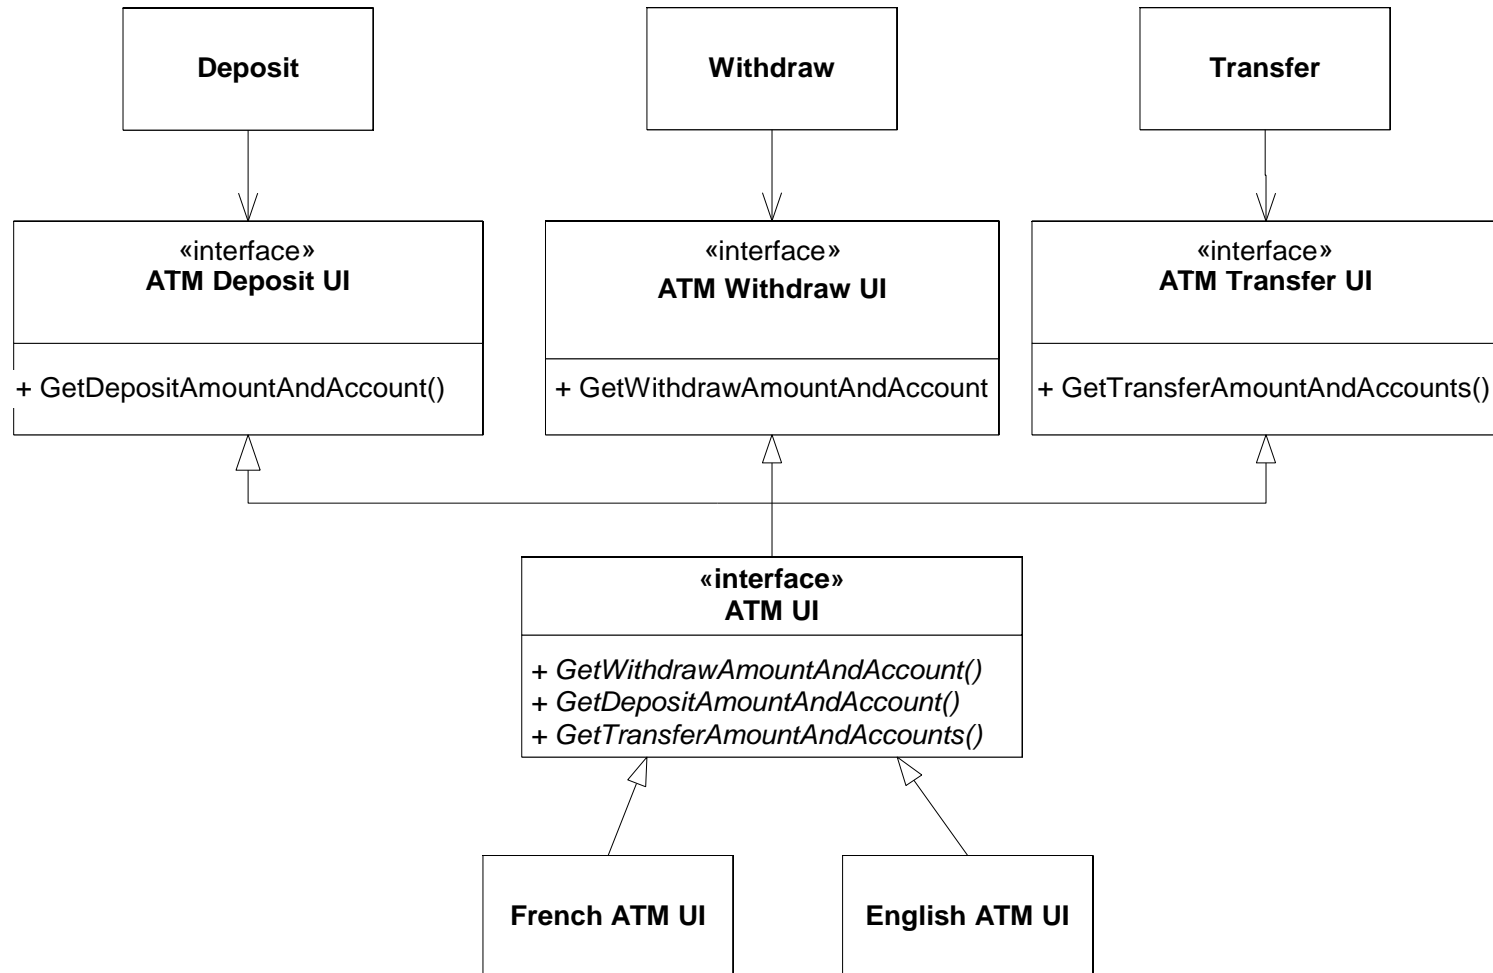 Deposit
Withdraw
Transfer
«interface»
ATM Deposit UI
+ GetDepositAmountAndAccount()
«interface»
ATM Withdraw UI
+ GetWithdrawAmountAndAccount
«interface»
ATM Transfer UI
+ GetTransferAmountAndAccounts()
«interface»
ATM UI
+ GetWithdrawAmountAndAccount()
+ GetDepositAmountAndAccount()
+ GetTransferAmountAndAccounts()
French ATM UI
English ATM UI